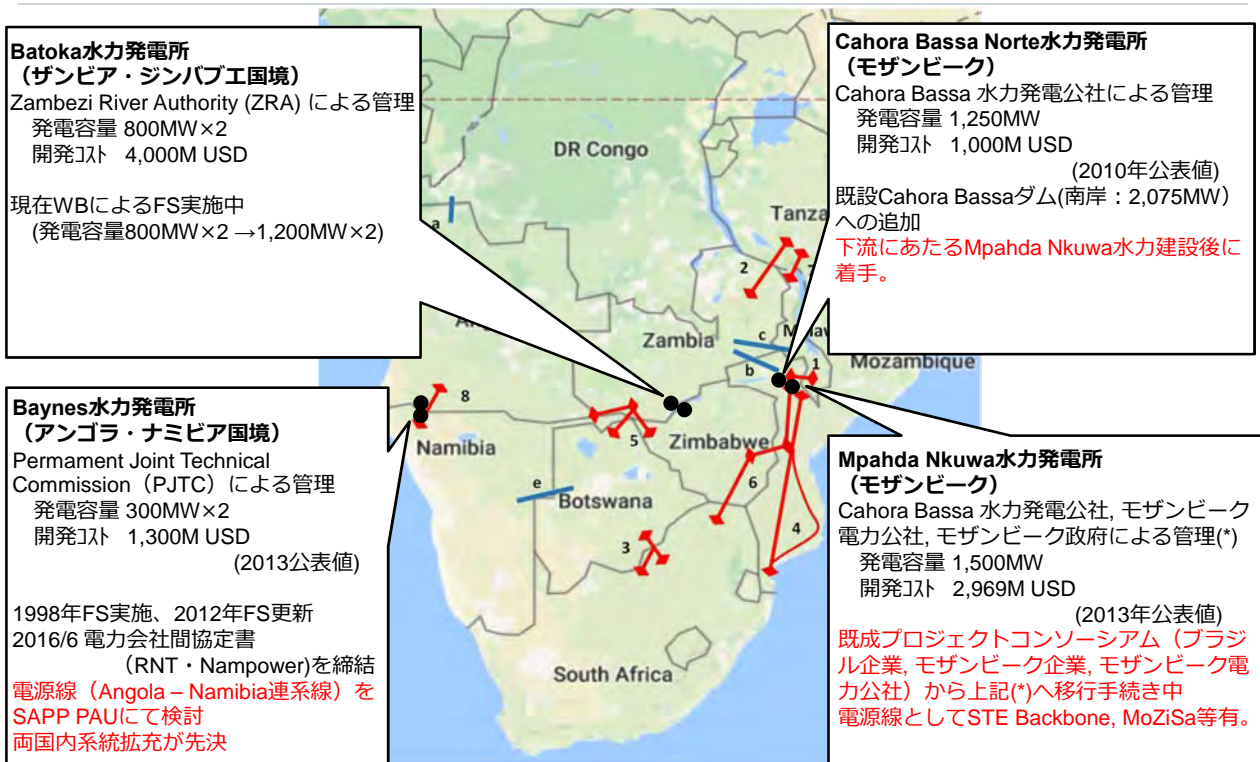 Batoka水力発電所
（ザンビア・ジンバブエ国境）
Zambezi River Authority (ZRA) による管理
発電容量 800MW×2
開発コスト 4,000M USD
現在WBによるFS実施中
(発電容量800MW×2 →1,200MW×2)
Cahora Bassa Norte水力発電所
（モザンビーク）
Cahora Bassa 水力発電公社による管理
発電容量 1,250MW
開発コスト 1,000M USD
(2010年公表値)
既設Cahora Bassaダム(南岸：2,075MW）
への追加
下流にあたるMpahda Nkuwa水力建設後に
着手。
Baynes水力発電所
（アンゴラ・ナミビア国境）
Permament Joint Technical
Commission（PJTC）による管理
発電容量 300MW×2
開発コスト 1,300M USD
(2013公表値)
1998年FS実施、2012年FS更新
2016/6 電力会社間協定書
（RNT・Nampower)を締結
電源線（Angola – Namibia連系線）を
SAPP PAUにて検討
両国内系統拡充が先決
Mpahda Nkuwa水力発電所
（モザンビーク）
Cahora Bassa 水力発電公社, モザンビーク
電力公社, モザンビーク政府による管理(*)
発電容量 1,500MW
開発コスト 2,969M USD
(2013年公表値)
既成プロジェクトコンソーシアム（ブラジ
ル企業, モザンビーク企業, モザンビーク電
力公社）から上記(*)へ移行手続き中
電源線としてSTE Backbone, MoZiSa等有。
DR Congo
Tanza
a
2
7
Zambia
c
b
1
Mozambique
8
Namibia
5
Zimbabwe
6
e
Botswana
4
3
South Africa